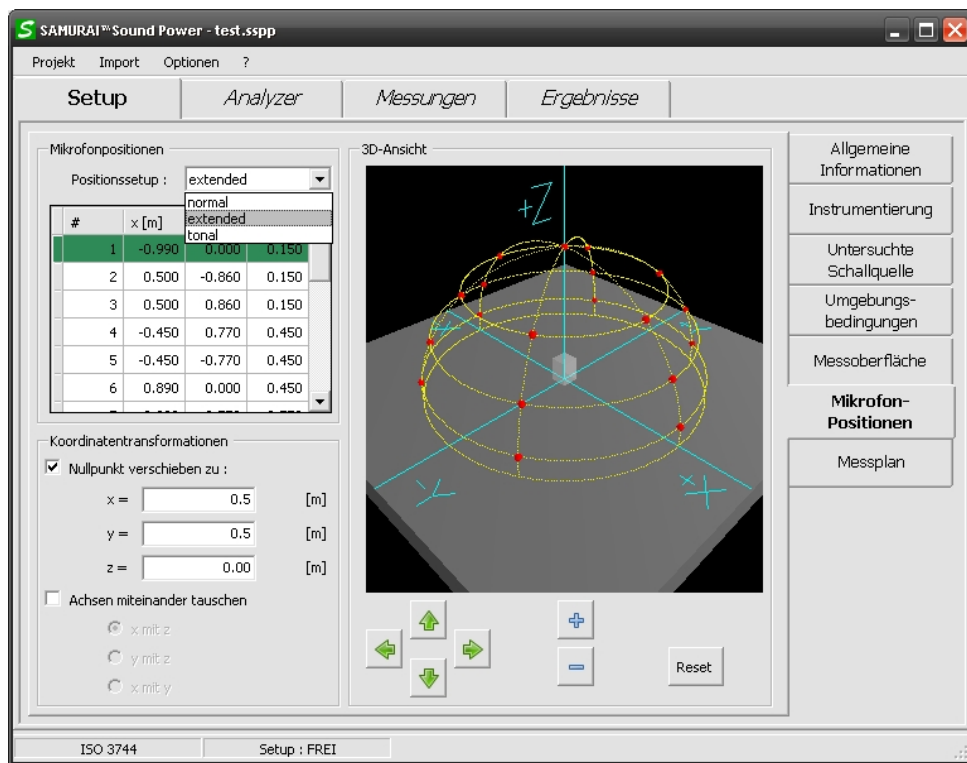 SAMURAI™ Sound Power - test.sspp
Projekt Import Optionen ?
Setup Analyzer Messungen Ergebnisse
Mikrofonpositionen
Positionssetup : extended
normal
extended
tonal
# x [m]
1 -0.990 0.000 0.150
2 0.500 -0.860 0.150
3 0.500 0.860 0.150
4 -0.450 0.770 0.450
5 -0.450 -0.770 0.450
6 0.890 0.000 0.450
Koordinatentransformationen
Nullpunkt verschieben zu :
x = 0.5 [m]
y = 0.5 [m]
z = 0.00 [m]
Achsen miteinander tauschen
x mit z
y mit z
x mit y
3D-Ansicht
+Z
-Y
+X
Reset
Allgemeine
Informationen
Instrumentierung
Untersuchte
Schallquelle
Umgebungs-
bedingungen
Messoberfläche
Mikrofon-
Positionen
Messplan
ISO 3744 Setup : FREI